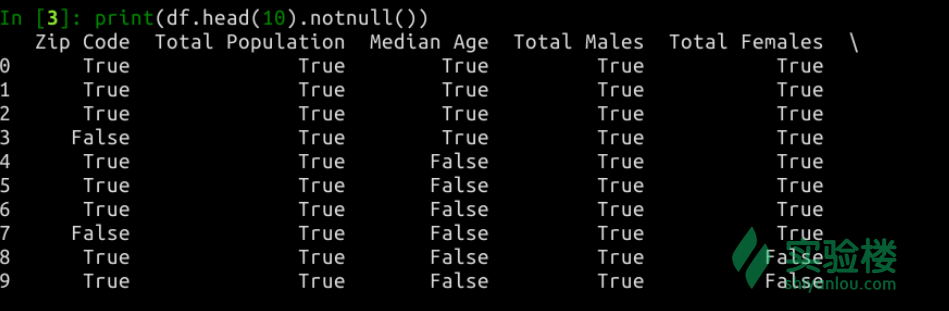 In [3]: print(df.head(10).notnull())
   Zip Code  Total Population  Median Age  Total Males  Total Females  \
0      True              True        True         True           True
1      True              True        True         True           True
2      True              True        True         True           True
3     False              True        True         True           True
4      True              True       False         True           True
5      True              True       False         True           True
6      True              True       False         True           True
7     False              True       False         True           True
8      True              True       False         True          False
9      True              True       False         True          False
实验楼
shiyanlou.com